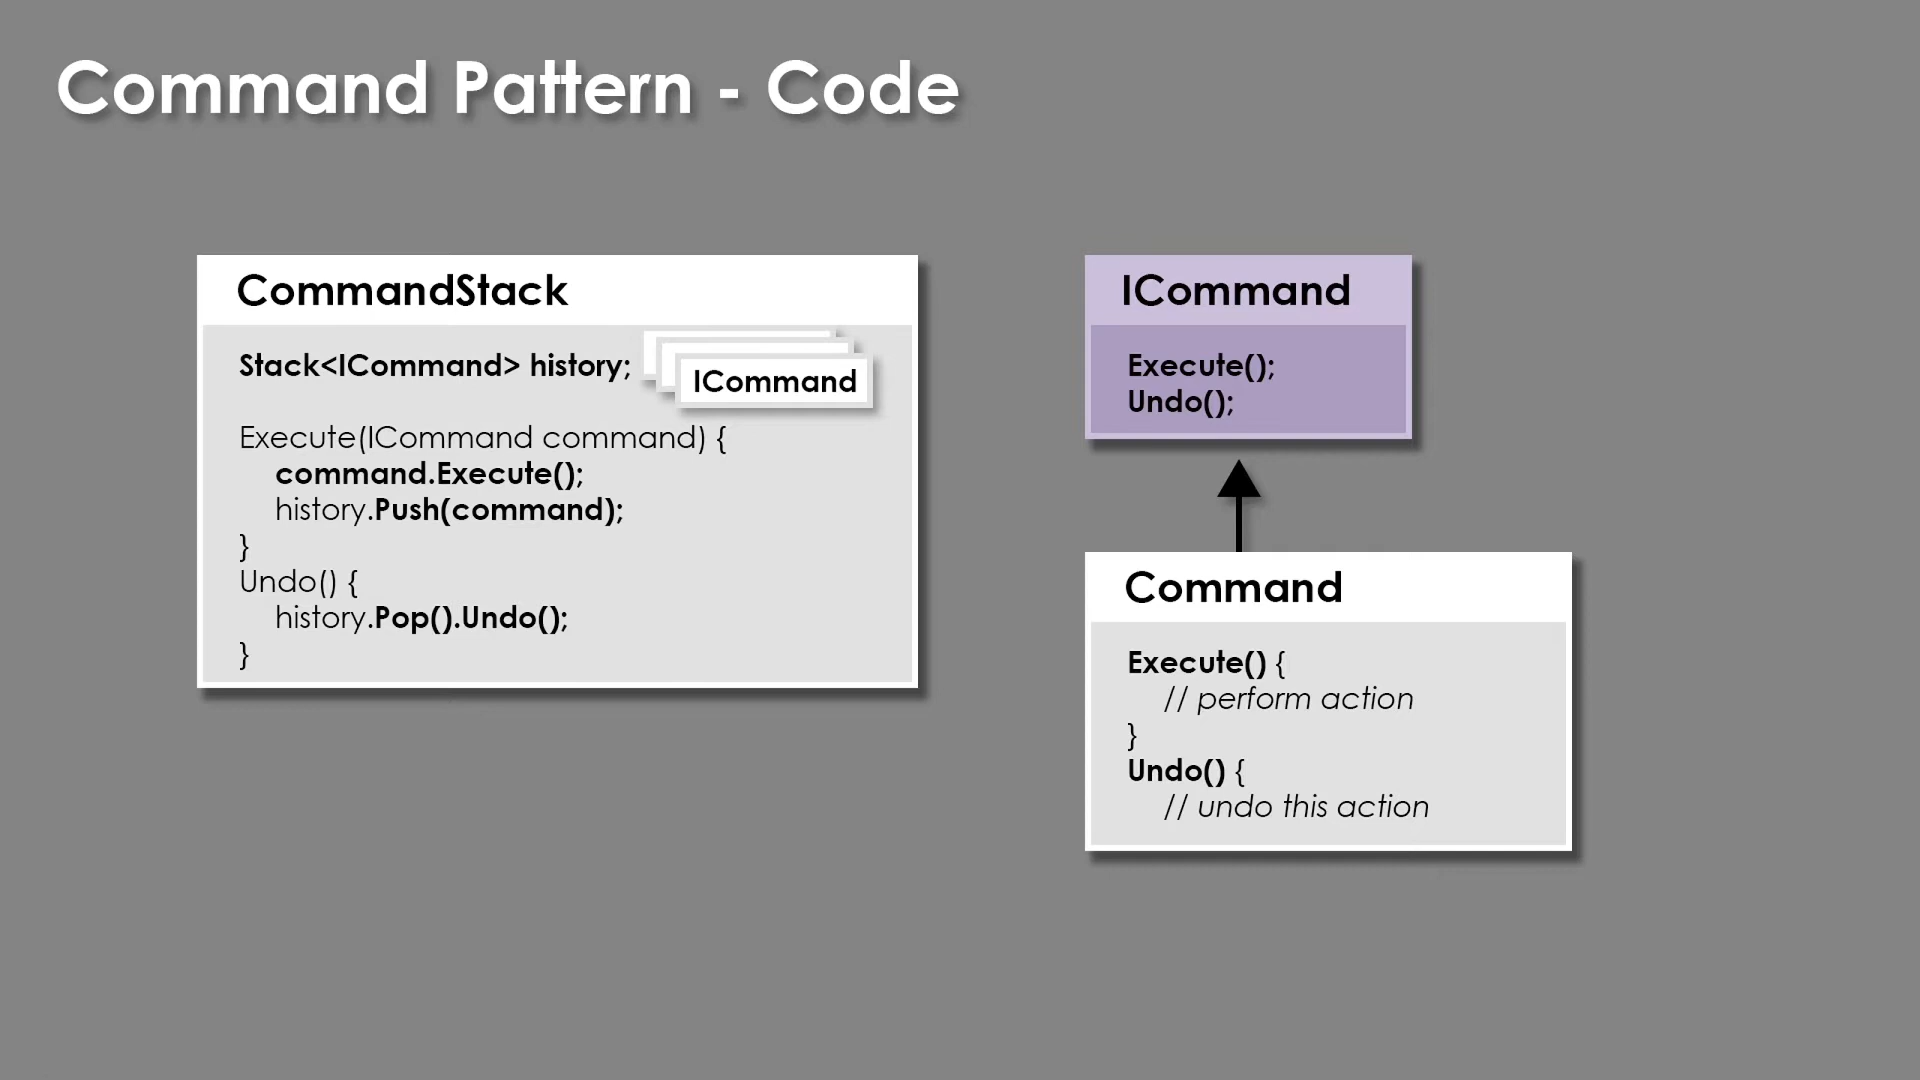 Command Pattern - Code
CommandStack
Stack<ICommand> history;
ICommand
Execute(ICommand command) {
command.Execute();
history.Push(command);
}
Undo() {
history.Pop().Undo();
}
ICommand
Execute();
Undo();
Command
Execute() {
// perform action
}
Undo() {
// undo this action